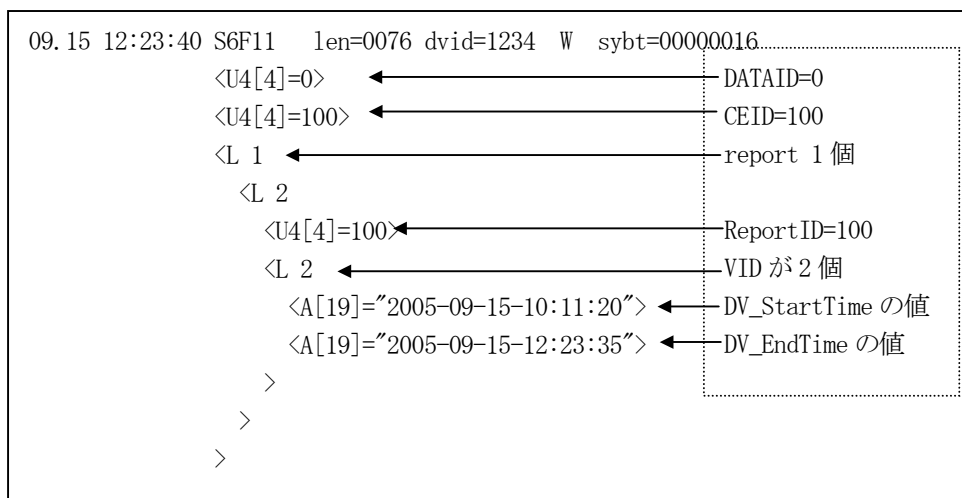 09.15 12:23:40 S6F11 len=0076 dvid=1234 W sybt=00000016
<U4[4]=0> DATAID=0
<U4[4]=100> CEID=100
<L 1 report 1個
<L 2
<U4[4]=100> ReportID=100
<L 2 VIDが2個
<A[19]="2005-09-15-10:11:20"> DV_StartTimeの値
<A[19]="2005-09-15-12:23:35"> DV_EndTimeの値
>
>
>